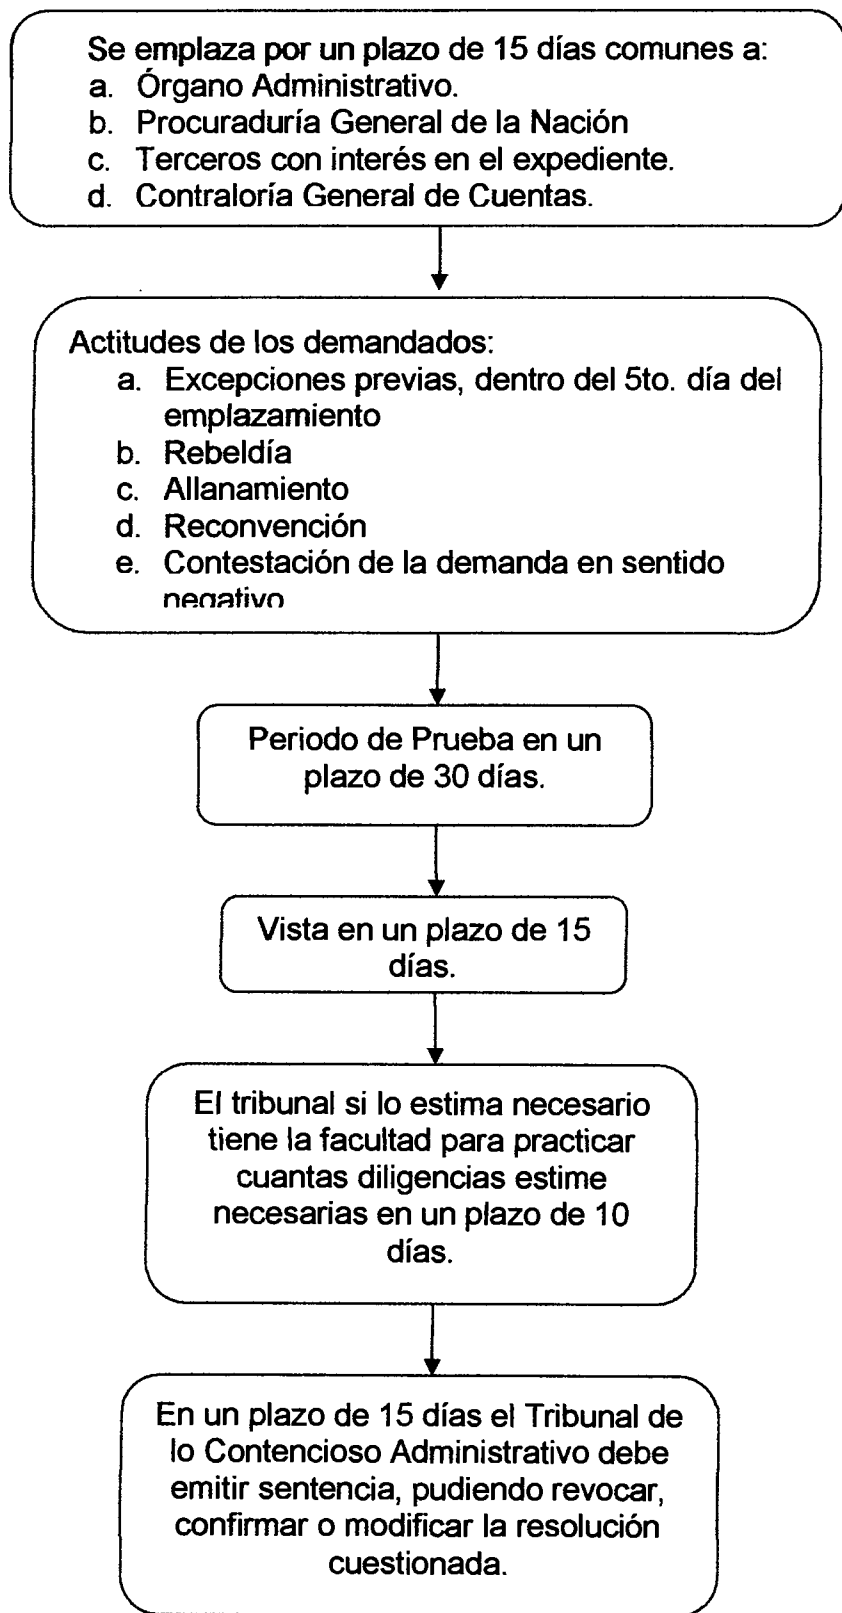 Se emplaza por un plazo de 15 días comunes a:
a. Órgano Administrativo.
b. Procuraduría General de la Nación
c. Terceros con interés en el expediente.
d. Contraloría General de Cuentas.
Actitudes de los demandados:
a. Excepciones previas, dentro del 5to. día del
emplazamiento
b. Rebeldía
c. Allanamiento
d. Reconvención
e. Contestación de la demanda en sentido
negativo
Periodo de Prueba en un
plazo de 30 días.
Vista en un plazo de 15
días.
El tribunal si lo estima necesario
tiene la facultad para practicar
cuantas diligencias estime
necesarias en un plazo de 10
días.
En un plazo de 15 días el Tribunal de
lo Contencioso Administrativo debe
emitir sentencia, pudiendo revocar,
confirmar o modificar la resolución
cuestionada.